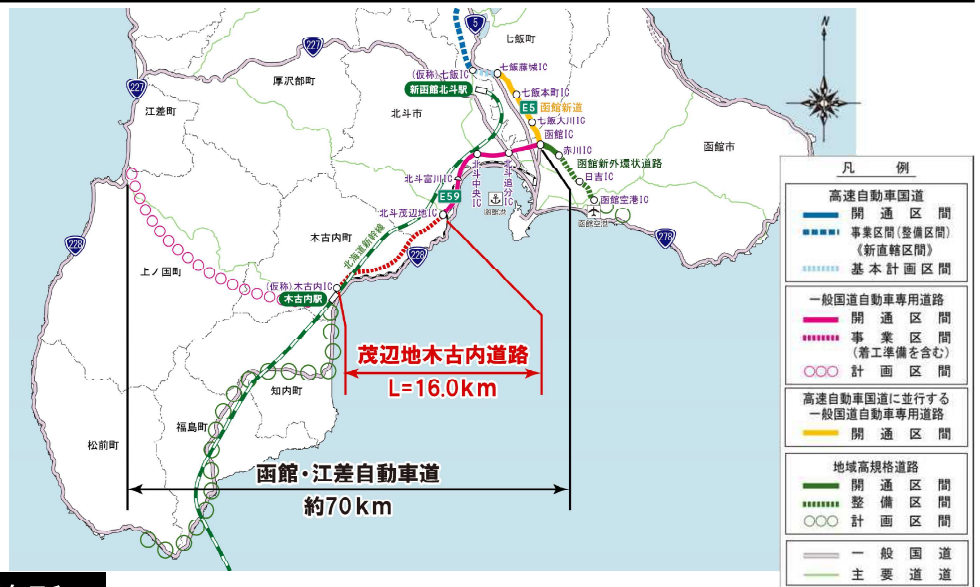 5
七飯町
227
厚沢部町
(仮称)七飯IC
七飯藤城IC
新函館北斗駅
227
七飯本町IC
E5 函館新道
江差町
北斗市
七飯大川IC
函館IC
函館市
赤川IC
函館新外環状道路
日吉IC
北斗富川IC
北斗中央IC
北斗追分IC
E59
函館港
函館空港IC
函館空港
北斗茂辺地IC
木古内町
278
228
北海道新幹線
228
上ノ国町
(仮称)木古内IC
木古内駅
茂辺地木古内道路
L=16.0km
知内町
福島町
松前町
函館・江差自動車道
約70km
N
凡例
高速自動車国道
開通区間
事業区間(整備区間)
《新直轄区間》
基本計画区間
一般国道自動車専用道路
開通区間
事業区間
(着工準備を含む)
計画区間
高速自動車国道に並行する
一般国道自動車専用道路
開通区間
地域高規格道路
開通区間
整備区間
計画区間
一般国道
主要道道